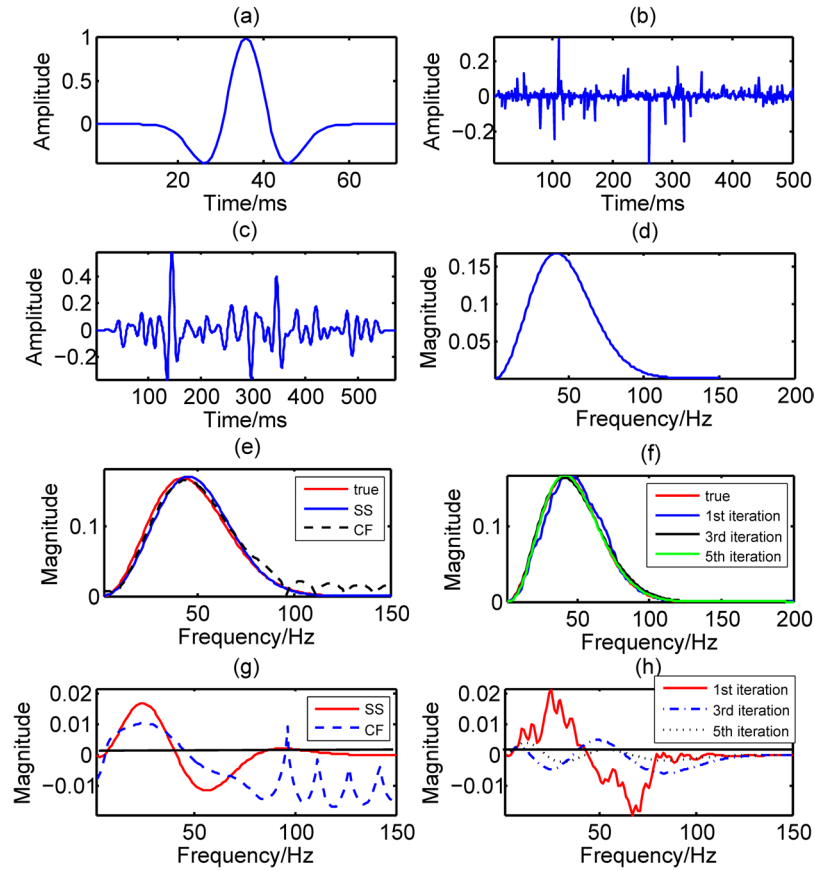 (a)
Amplitude
1
0
20
40
60
Time/ms
(b)
Amplitude
0.2
0
−0.2
100
200
300
400
500
Time/ms
(c)
Amplitude
0.4
0.2
0
−0.2
100
200
300
400
500
Time/ms
(d)
Magnitude
0.15
0.1
0.05
50
100
150
200
Frequency/Hz
(e)
Magnitude
0.1
0
true
SS
CF
50
100
150
Frequency/Hz
(f)
Magnitude
0.1
0
true
1st iteration
3rd iteration
5th iteration
50
100
150
200
Frequency/Hz
(g)
Magnitude
0.02
0.01
0
−0.01
SS
CF
50
100
150
Frequency/Hz
(h)
Magnitude
0.02
0.01
0
−0.01
1st iteration
3rd iteration
5th iteration
50
100
150
Frequency/Hz